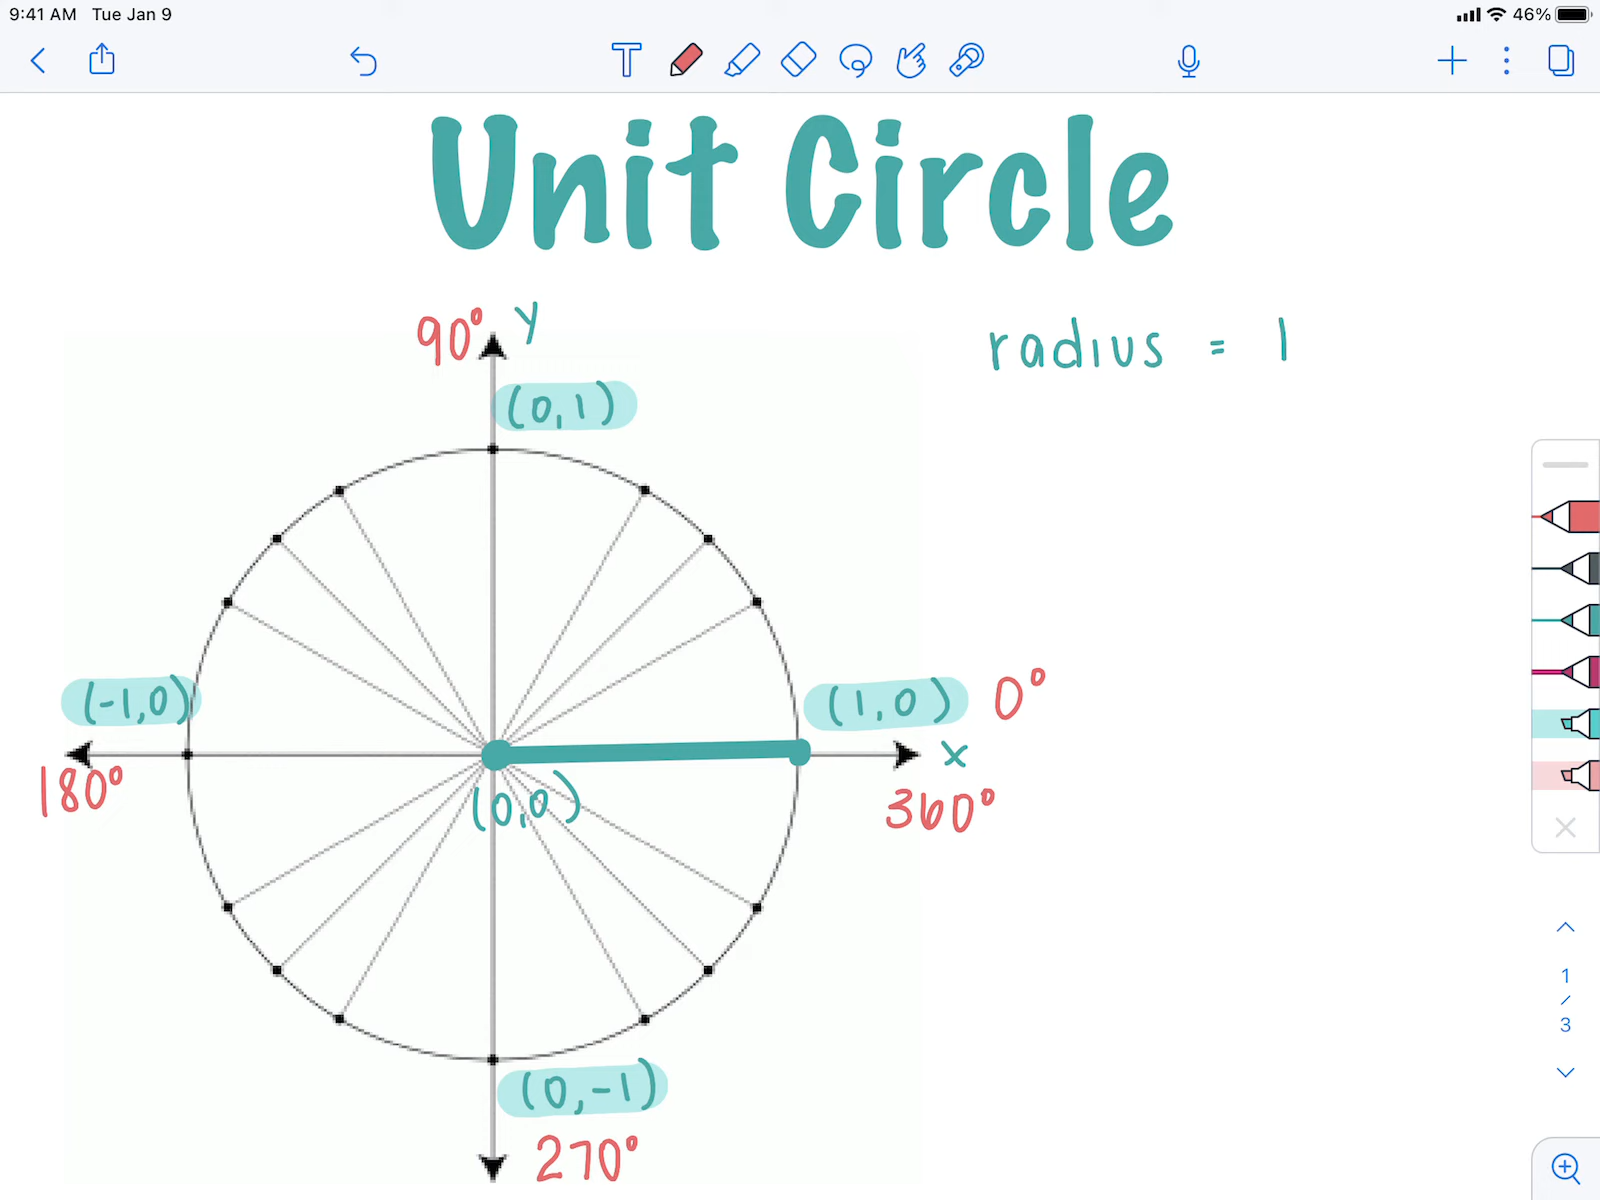 9:41 AM Tue Jan 9
46%
Unit Circle
90° y
radius = 1
(0,1)
(-1,0)
(1,0) 0°
x
180°
(0,0)
360°
(0,-1)
270°
1
/
3